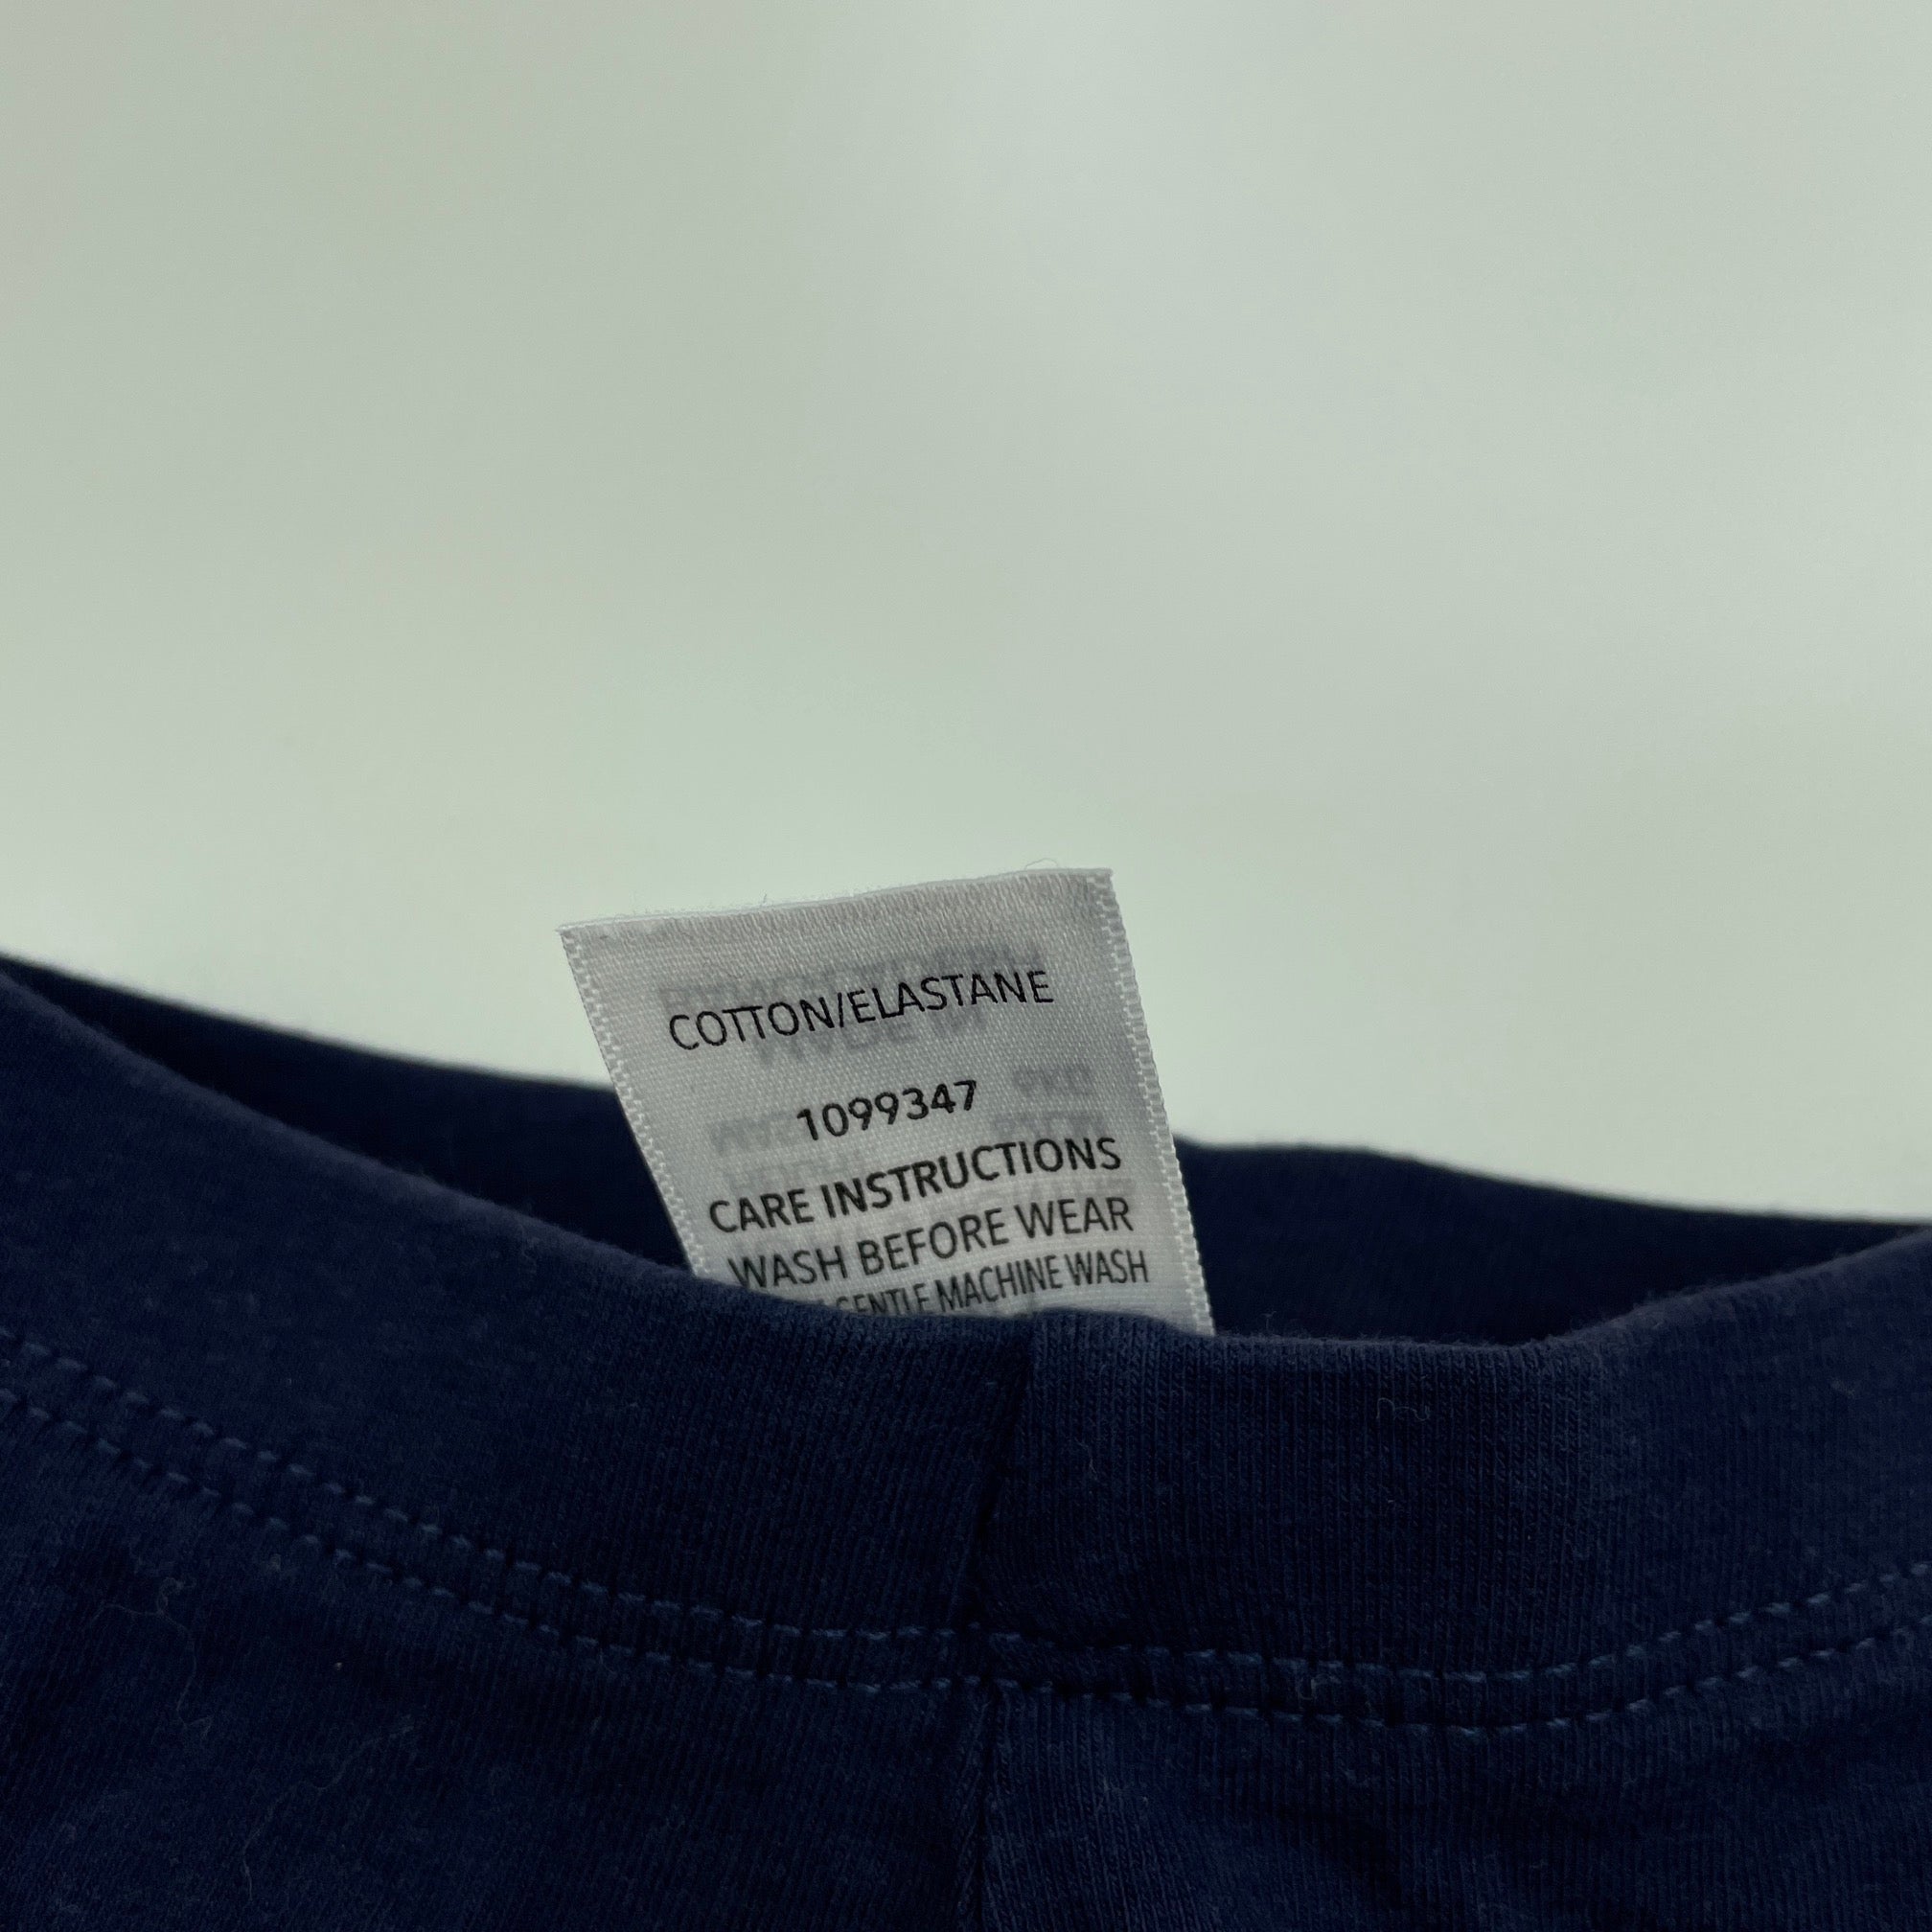 COTTON/ELASTANE
1099347
CARE INSTRUCTIONS
WASH BEFORE WEAR
GENTLE MACHINE WASH